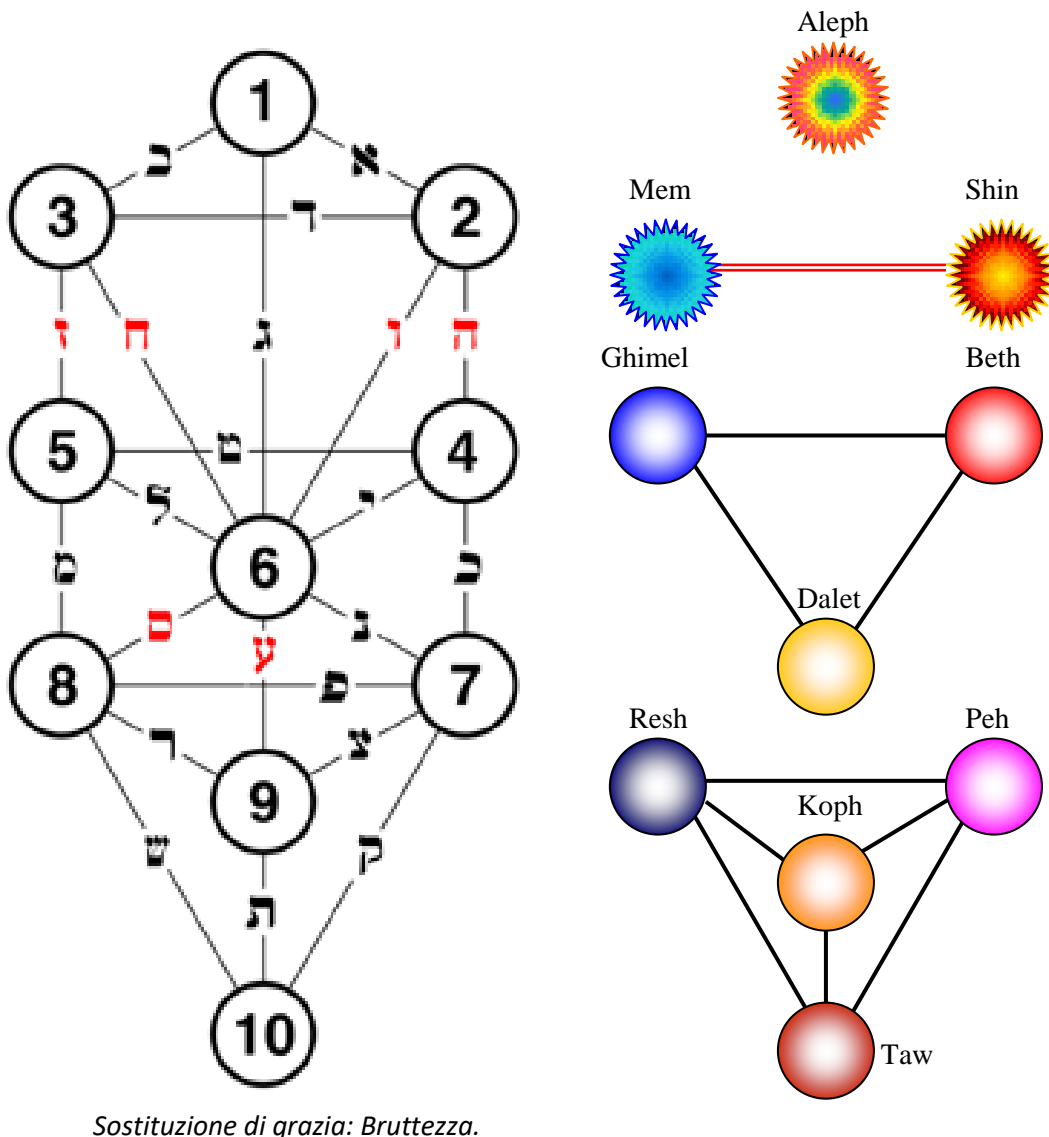 Aleph
1
א
Mem
Shin
3
2
ד
ז
ח
ג
ו
ה
Ghimel
Beth
5
4
ל
י
6
Dalet
ם
ע
8
7
Resh
Peh
ר
9
Koph
ש
ק
ת
10
Taw
Sostituzione di grazia: Bruttezza.